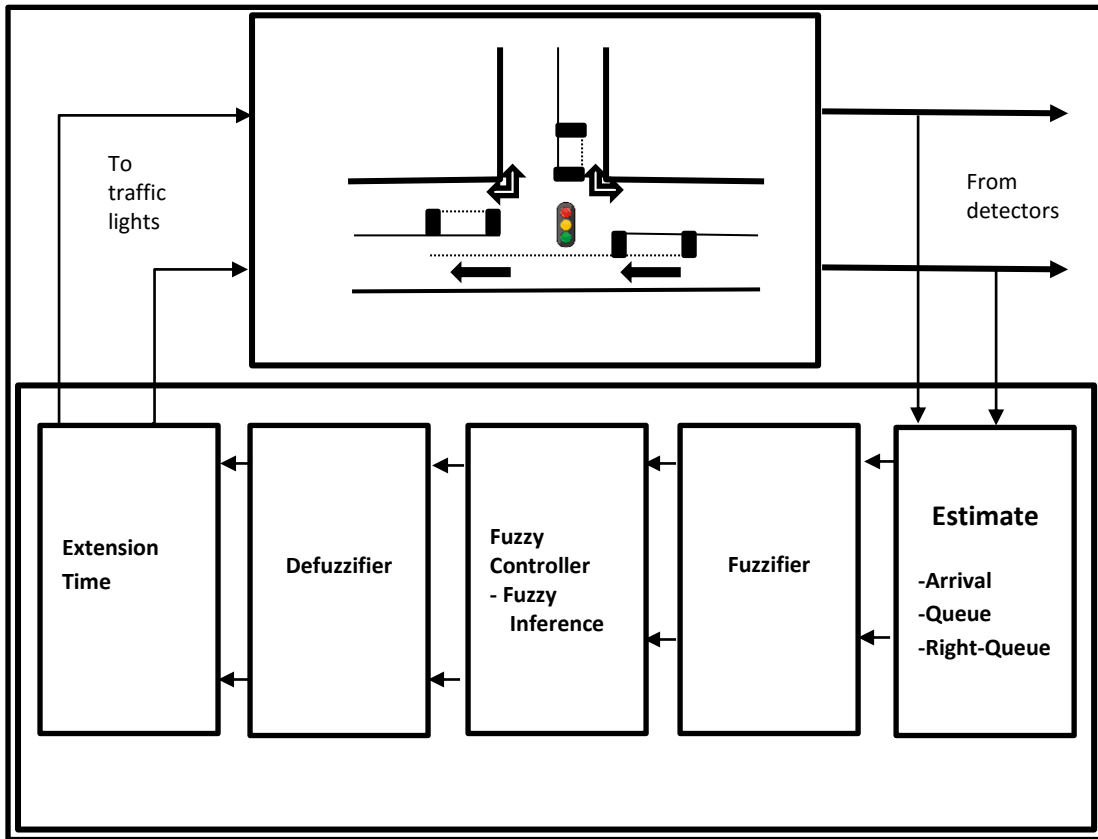 To
traffic
lights
From
detectors
Extension
Time
Defuzzifier
Fuzzy
Controller
- Fuzzy
Inference
Fuzzifier
Estimate
-Arrival
-Queue
-Right-Queue